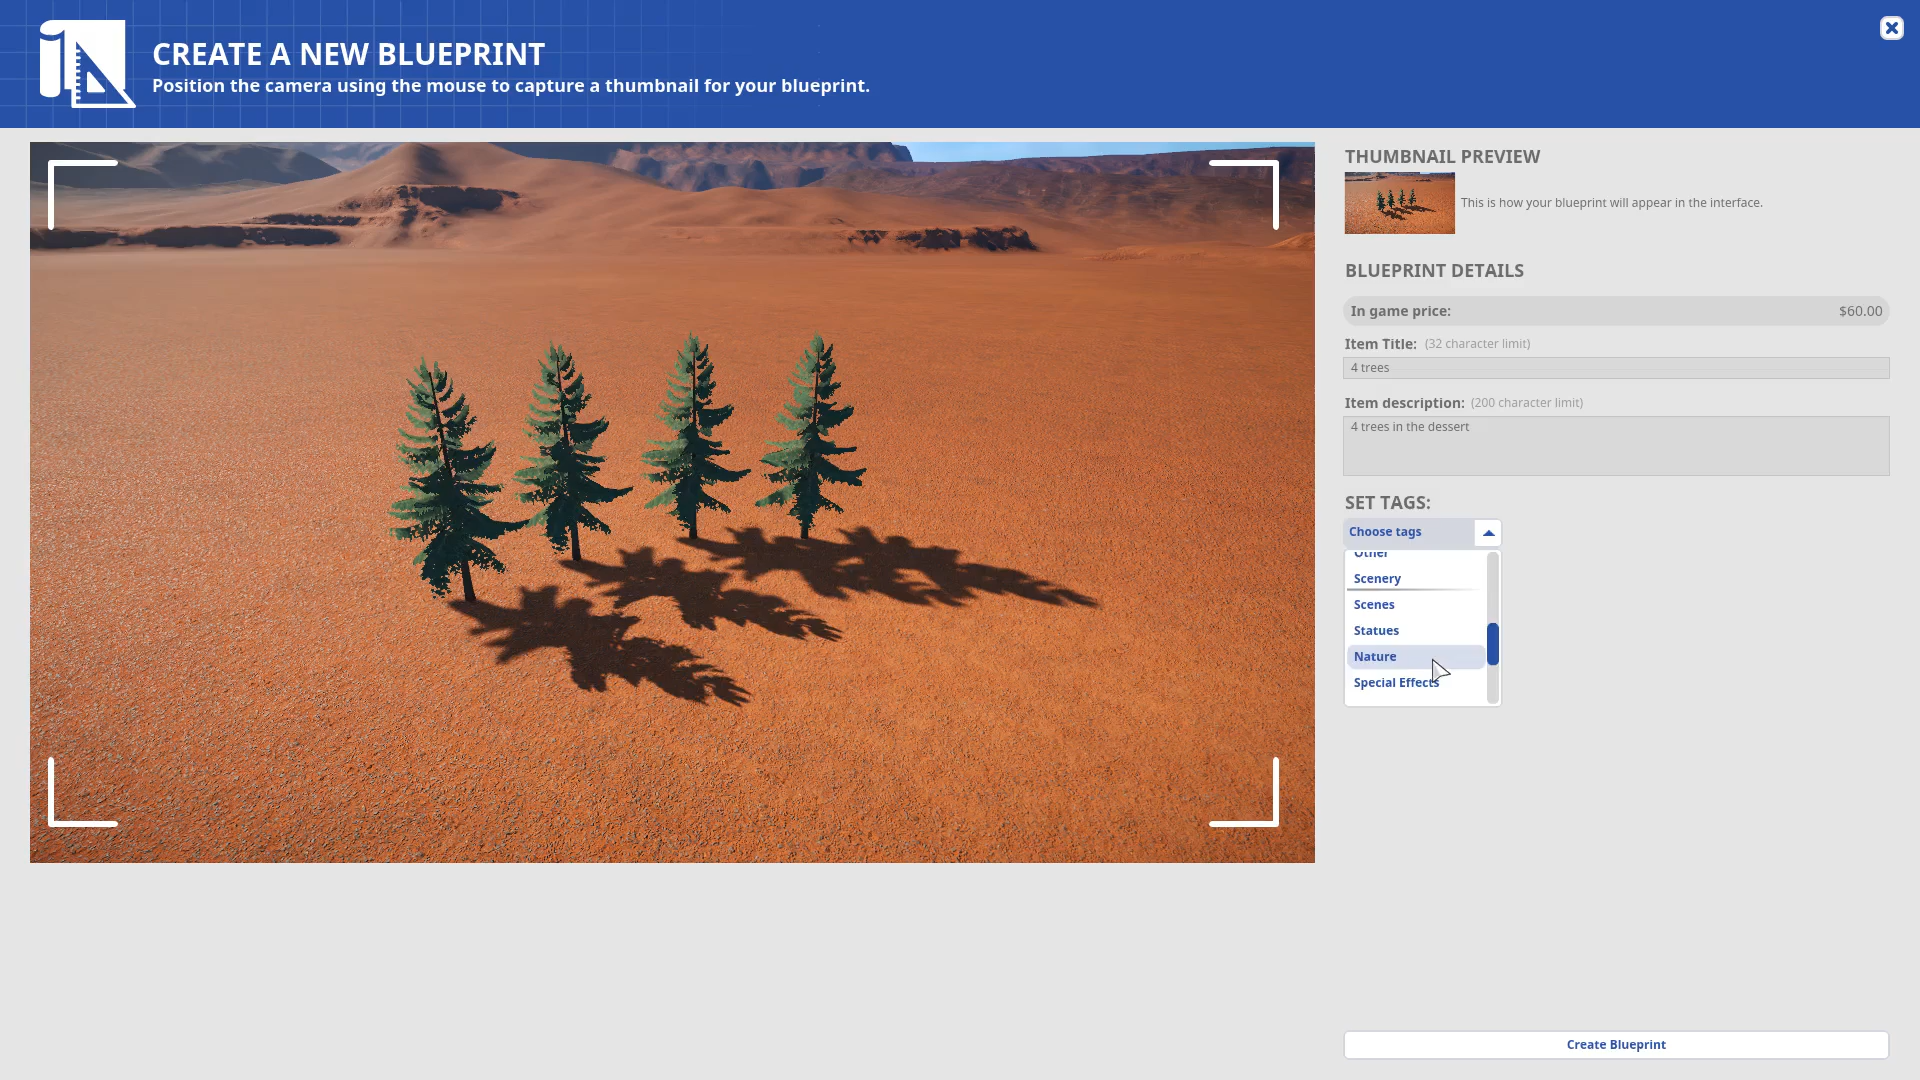 CREATE A NEW BLUEPRINT
Position the camera using the mouse to capture a thumbnail for your blueprint.
THUMBNAIL PREVIEW
This is how your blueprint will appear in the interface.
BLUEPRINT DETAILS
In game price: $60.00
Item Title: (32 character limit)
4 trees
Item description: (200 character limit)
4 trees in the dessert
SET TAGS:
Choose tags
Other
Scenery
Scenes
Statues
Nature
Special Effects
Create Blueprint